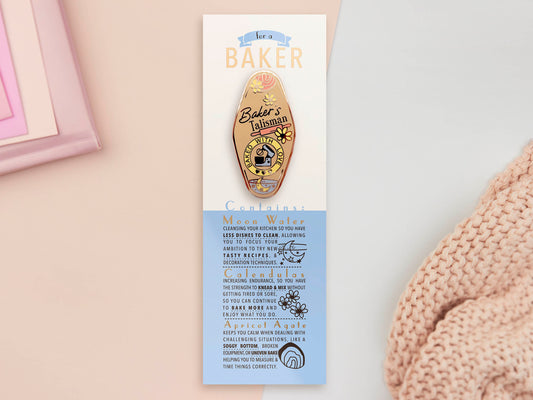 for a
BAKER
Baker's
Talisman
BAKED WITH LOVE
Contains:
Moon Water
CLEANSING YOUR KITCHEN SO YOU HAVE
LESS DISHES TO CLEAN, ALLOWING
YOU TO FOCUS YOUR
AMBITION TO TRY NEW
TASTY RECIPES, &
DECORATION TECHNIQUES.
Calendulas
INCREASING ENDURANCE, SO YOU HAVE
THE STRENGTH TO KNEAD & MIX WITHOUT
GETTING TIRED OR SORE,
SO YOU CAN CONTINUE
TO BAKE MORE AND
ENJOY WHAT YOU DO.
Apricot Agate
KEEPS YOU CALM WHEN DEALING WITH
CHALLENGING SITUATIONS, LIKE A
SOGGY BOTTOM, BROKEN
EQUIPMENT, OR UNEVEN BAKE
HELPING YOU TO MEASURE &
TIME THINGS CORRECTLY.